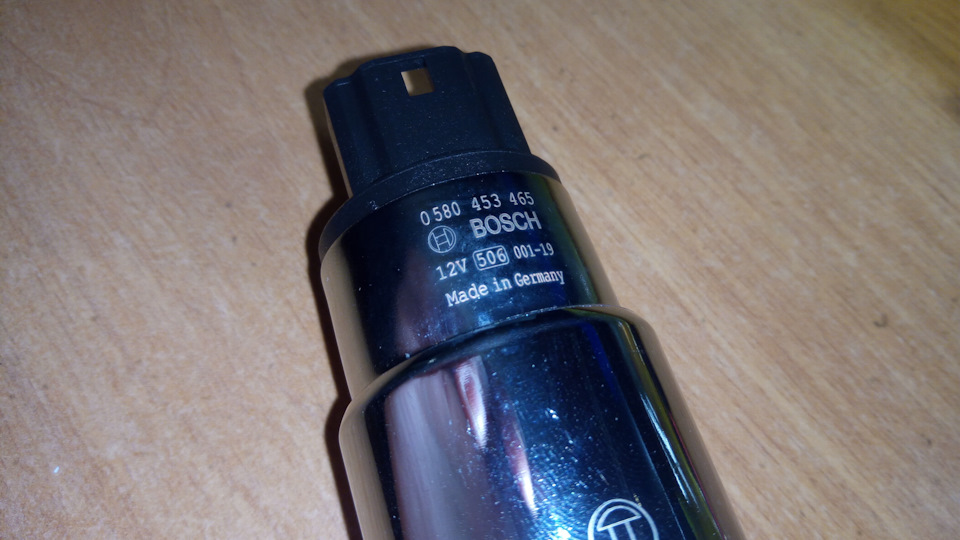 0 580 453 465
BOSCH
12V 506 001-19
Made in Germany